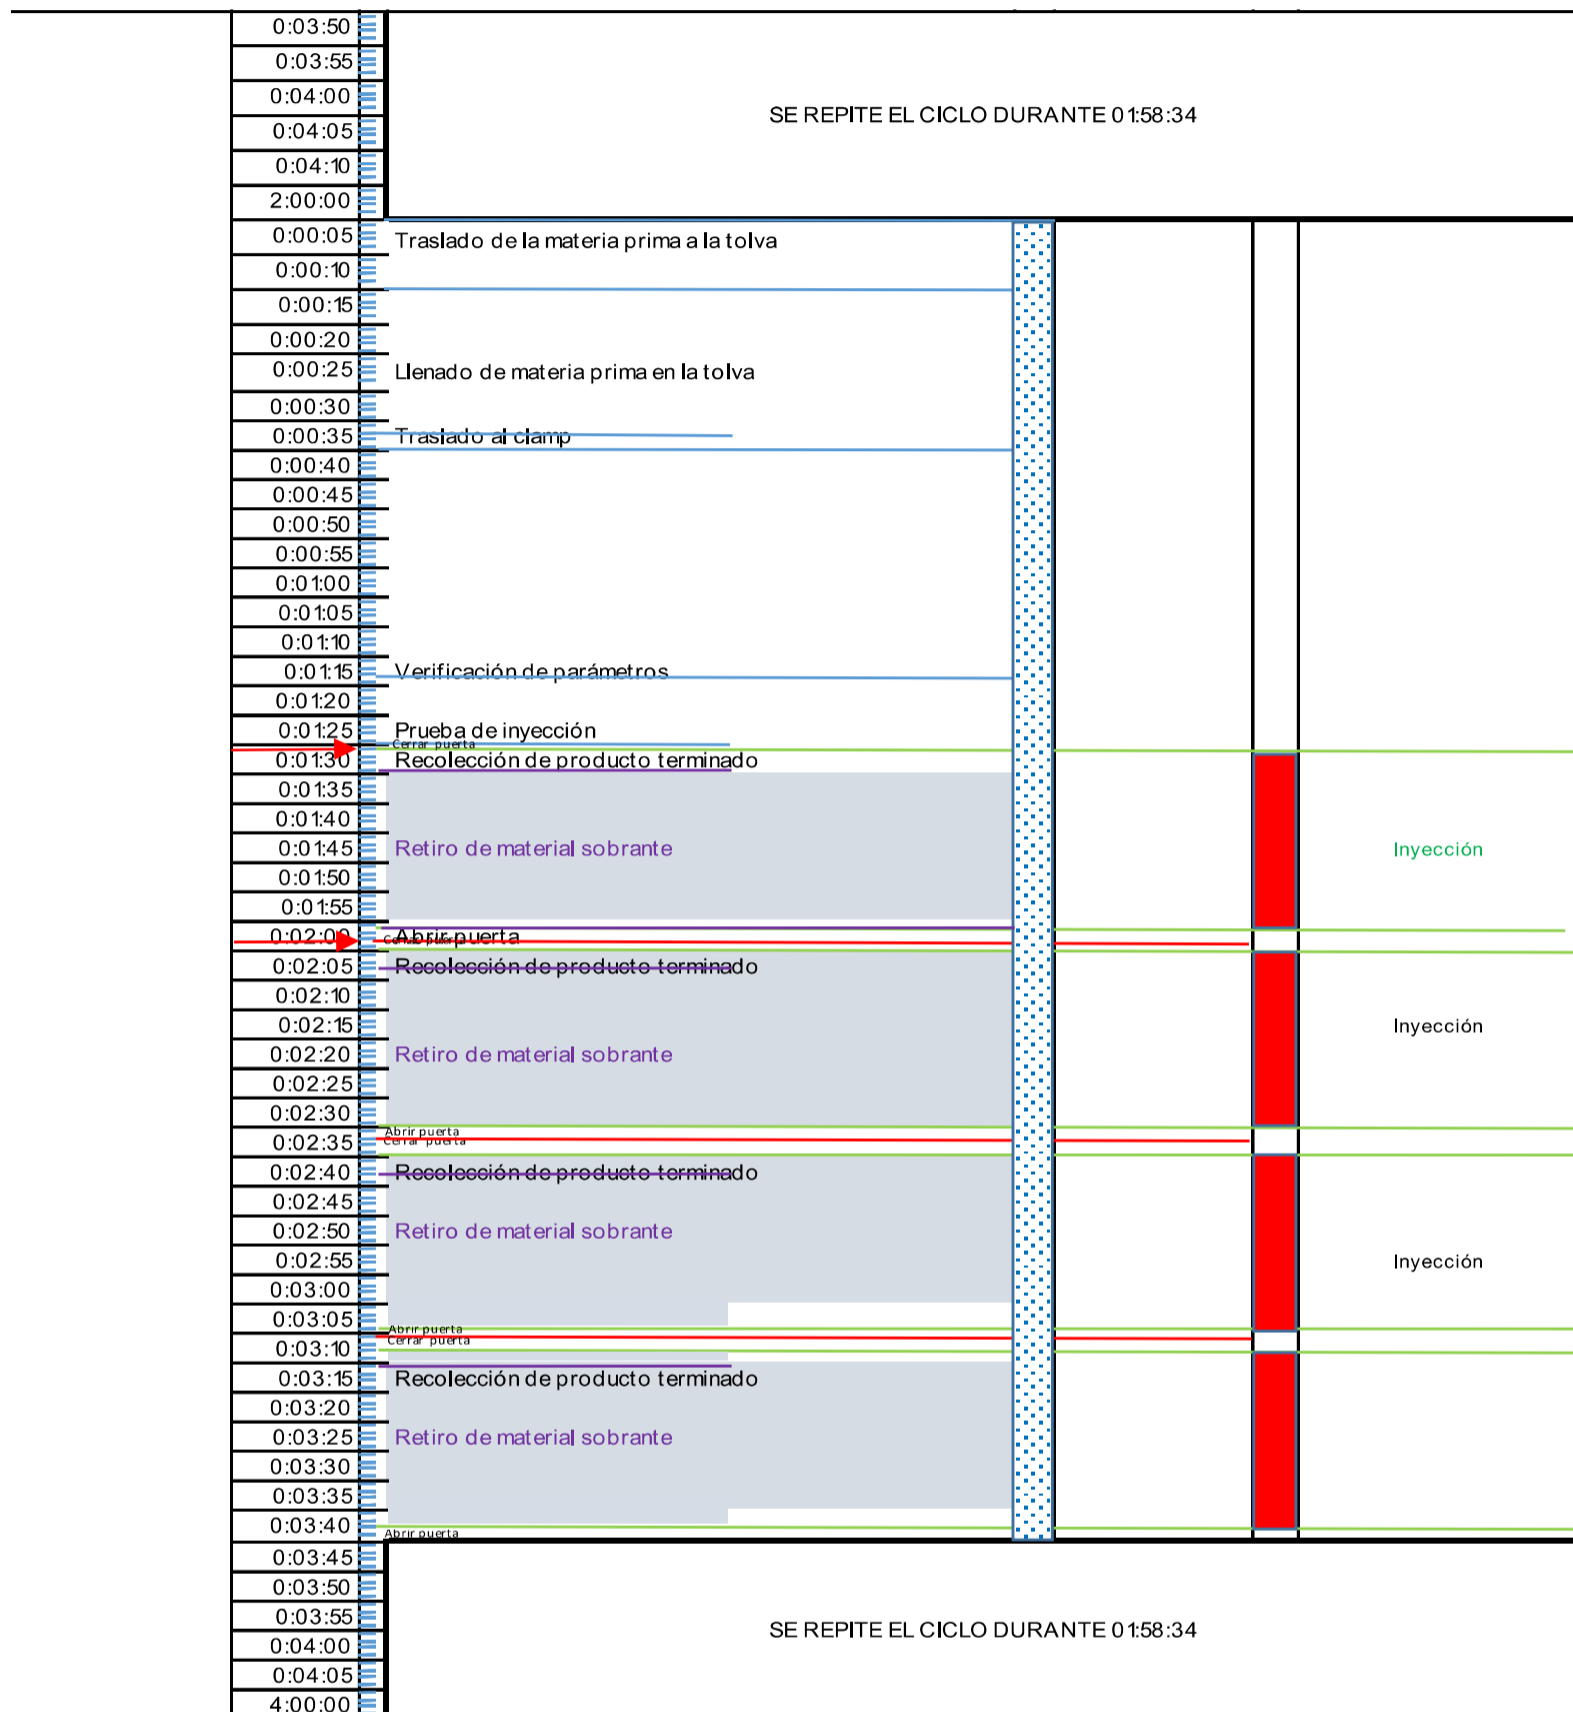 0:03:50
0:03:55
0:04:00
SE REPITE EL CICLO DURANTE 01:58:34
0:04:05
0:04:10
2:00:00
0:00:05 Traslado de la materia prima a la tolva
0:00:10
0:00:15
0:00:20
0:00:25 Llenado de materia prima en la tolva
0:00:30
0:00:35 Traslado al clamp
0:00:40
0:00:45
0:00:50
0:00:55
0:01:00
0:01:05
0:01:10
0:01:15 Verificación de parámetros
0:01:20
0:01:25 Prueba de inyección
Cerrar puerta
0:01:30 Recolección de producto terminado
0:01:35
0:01:40
0:01:45 Retiro de material sobrante Inyección
0:01:50
0:01:55
0:02:00 Abrir puerta
Cerrar puerta
0:02:05 Recolección de producto terminado
0:02:10
0:02:15 Inyección
0:02:20 Retiro de material sobrante
0:02:25
0:02:30
Abrir puerta
0:02:35 Cerrar puerta
0:02:40 Recolección de producto terminado
0:02:45
0:02:50 Retiro de material sobrante
0:02:55 Inyección
0:03:00
0:03:05
Abrir puerta
Cerrar puerta
0:03:10
0:03:15 Recolección de producto terminado
0:03:20
0:03:25 Retiro de material sobrante
0:03:30
0:03:35
0:03:40
Abrir puerta
0:03:45
0:03:50
0:03:55
SE REPITE EL CICLO DURANTE 01:58:34
0:04:00
0:04:05
4:00:00